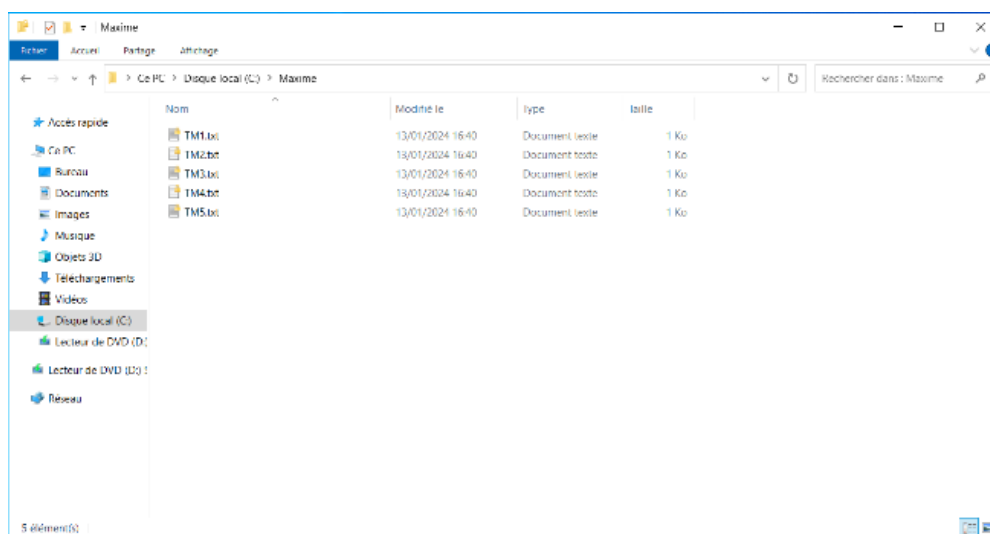 Maxime
Fichier Accueil Partage Affichage
Ce PC > Disque local (C:) > Maxime
Rechercher dans : Maxime
Nom Modifié le Type Taille
Accès rapide
Ce PC
Bureau
Documents
Images
Musique
Objets 3D
Téléchargements
Vidéos
Disque local (C:)
Lecteur de DVD (D:
Lecteur de DVD (D:)
Réseau
TM1.txt 13/01/2024 16:40 Document texte 1 Ko
TM2.txt 13/01/2024 16:40 Document texte 1 Ko
TM3.txt 13/01/2024 16:40 Document texte 1 Ko
TM4.txt 13/01/2024 16:40 Document texte 1 Ko
TM5.txt 13/01/2024 16:40 Document texte 1 Ko
5 élément(s)